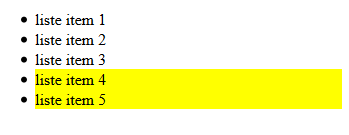 liste item 1
liste item 2
liste item 3
liste item 4
liste item 5